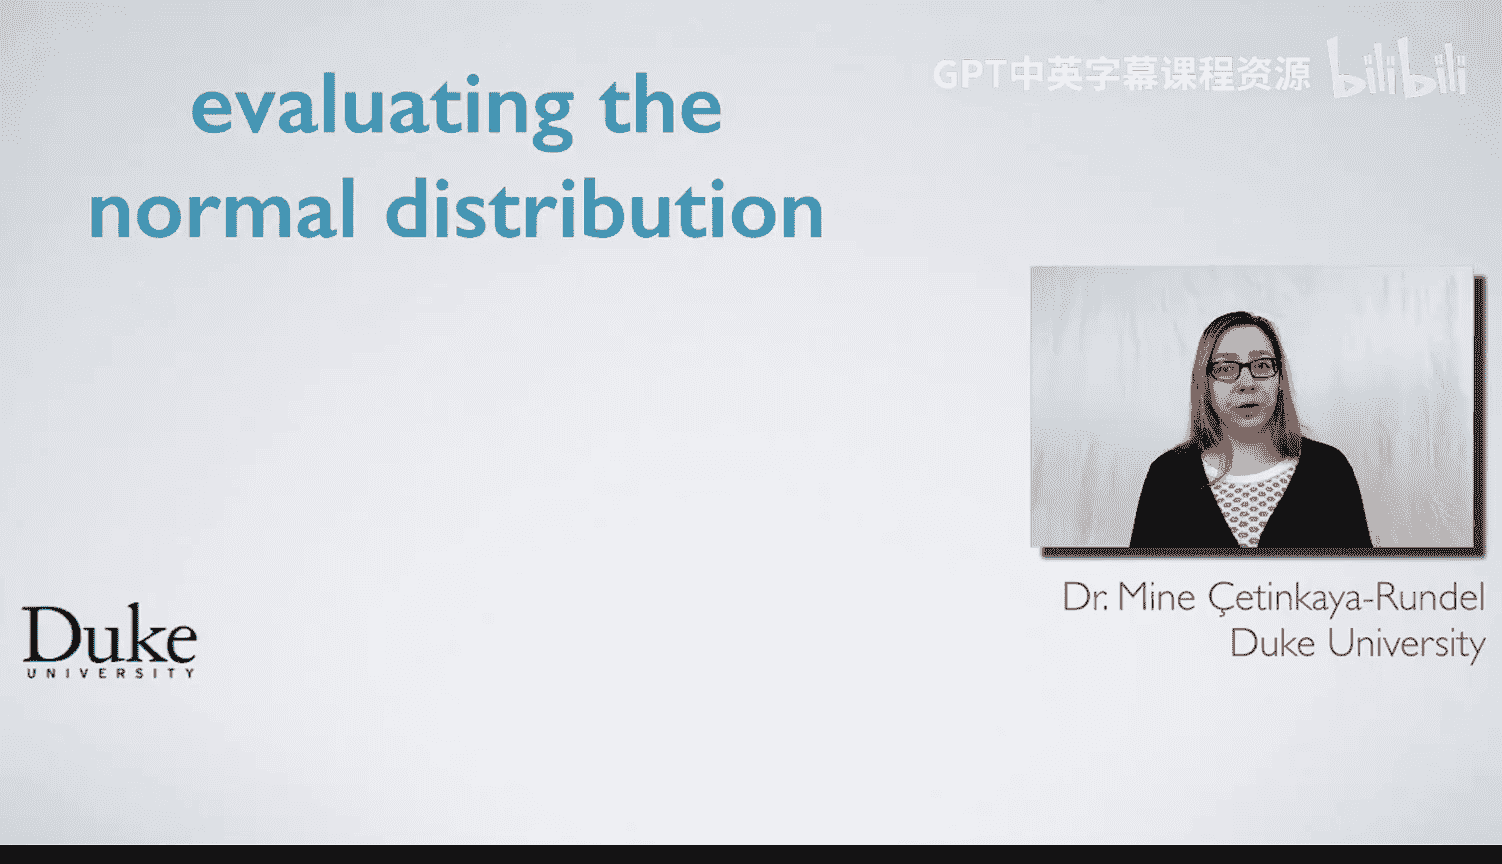 evaluating the
normal distribution
GPT中英字幕课程资源 bilibili
Dr. Mine Çetinkaya-Rundel
Duke University
Duke
UNIVERSITY